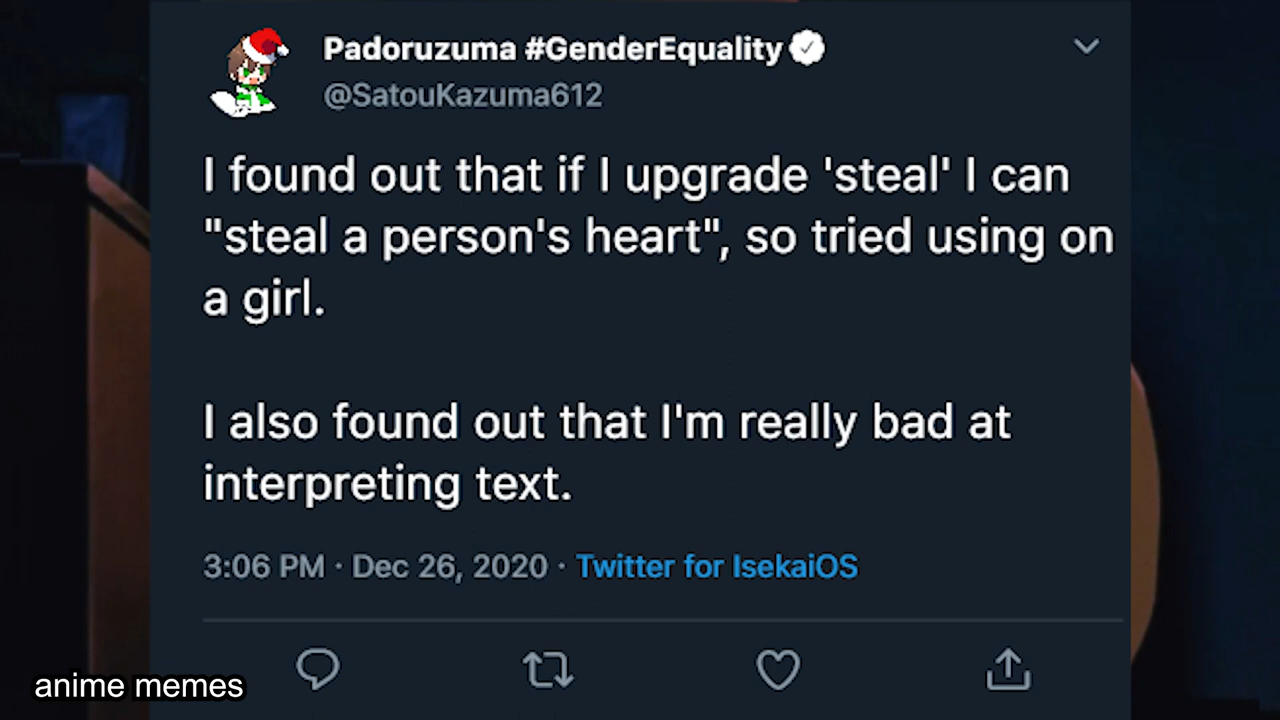 Padoruzuma #GenderEquality
@SatouKazuma612
I found out that if I upgrade 'steal' I can
"steal a person's heart", so tried using on
a girl.
I also found out that I'm really bad at
interpreting text.
3:06 PM · Dec 26, 2020 · Twitter for IsekaiOS
anime memes